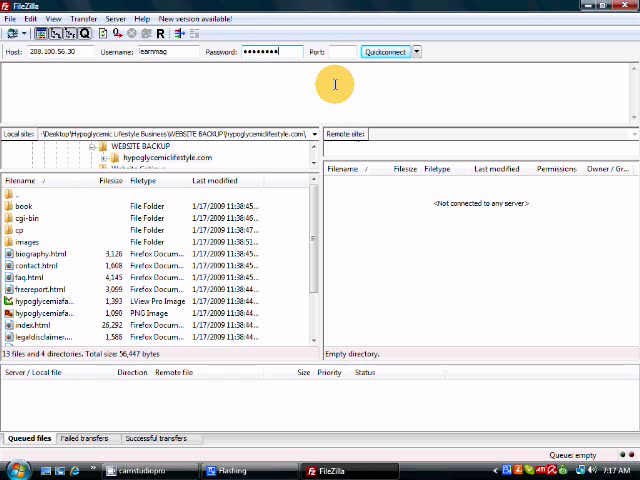 FileZilla
File Edit View Transfer Server Help New version available!
Host: 208.100.56.30 Username: learnmag Password: ●●●●●●●● Port: Quickconnect
Local site: \Desktop\Hypoglycemic Lifestyle Business\WEBSITE BACKUP\hypoglycemiclifestyle.com\ Remote site:
WEBSITE BACKUP
hypoglycemiclifestyle.com
Filename / Filesize Filetype Last modified Filename / Filesize Filetype Last modified Permissions Owner / Gr...
..
book File Folder 1/17/2009 11:38:45...
<Not connected to any server>
cgi-bin File Folder 1/17/2009 11:38:45...
cp File Folder 1/17/2009 11:38:47...
images File Folder 1/17/2009 11:38:51...
biography.html 3,126 Firefox Docum... 1/17/2009 11:38:44...
contact.html 1,608 Firefox Docum... 1/17/2009 11:38:45...
faq.html 4,145 Firefox Docum... 1/17/2009 11:38:45...
freereport.html 3,099 Firefox Docum... 1/17/2009 11:38:44...
hypoglycemiafa... 1,393 LView Pro Image 1/17/2009 11:38:44...
hypoglycemiafa... 1,090 PNG Image 1/17/2009 11:38:44...
index.html 26,292 Firefox Docum... 1/17/2009 11:38:44...
legaldisclaimer... 1,586 Firefox Docum... 1/17/2009 11:38:44...
13 files and 4 directories. Total size: 56,447 bytes Empty directory.
Server / Local file Direction Remote file Size Priority Status
Queued files Failed transfers Successful transfers
Queue: empty
camstudiopro Flashing FileZilla 7:17 AM